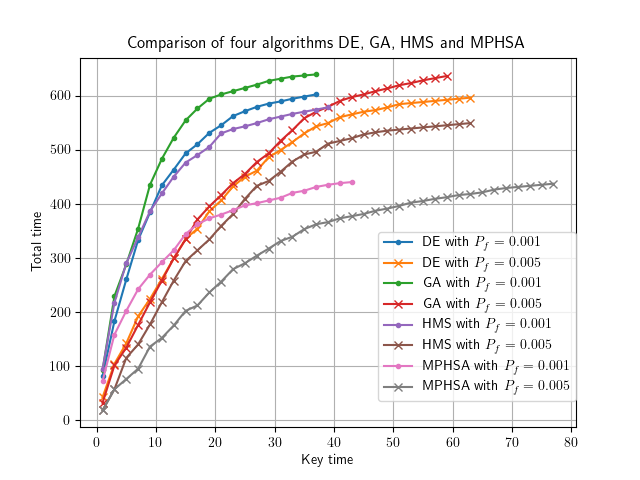 Comparison of four algorithms DE, GA, HMS and MPHSA
Total time
600
500
400
300
200
100
0
0 10 20 30 40 50 60 70 80
Key time
DE with P_f = 0.001
DE with P_f = 0.005
GA with P_f = 0.001
GA with P_f = 0.005
HMS with P_f = 0.001
HMS with P_f = 0.005
MPHSA with P_f = 0.001
MPHSA with P_f = 0.005